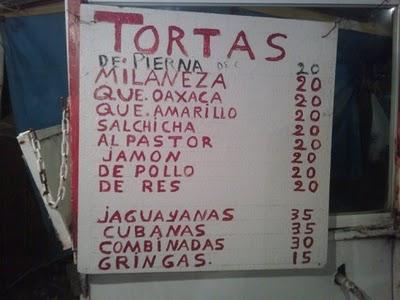 TORTAS
DE PIERNA DE C 20
MILANEZA 20
QUE. OAXACA 20
QUE. AMARILLO 20
SALCHICHA 20
AL PASTOR 20
JAMON 20
DE POLLO 20
DE RES 20
JAGUAYANAS 35
CUBANAS 35
COMBINADAS 30
GRINGAS. 15